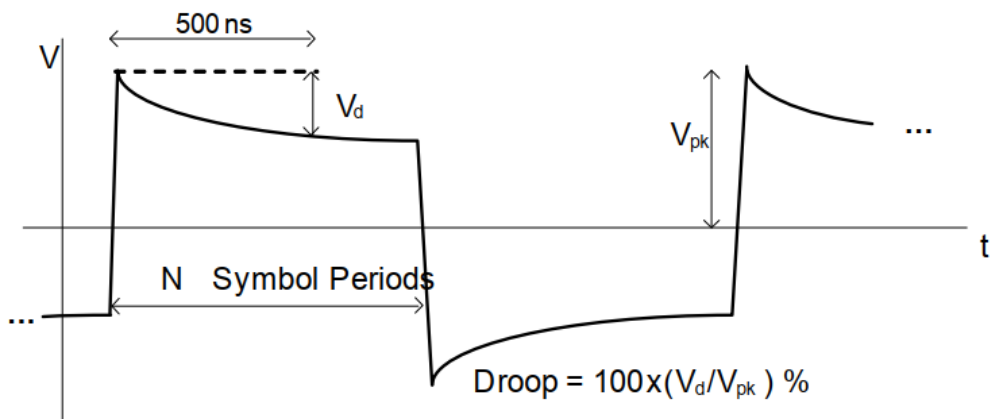 500 ns
V
Vd
Vpk
...
t
N Symbol Periods
...
Droop = 100x(Vd/Vpk) %